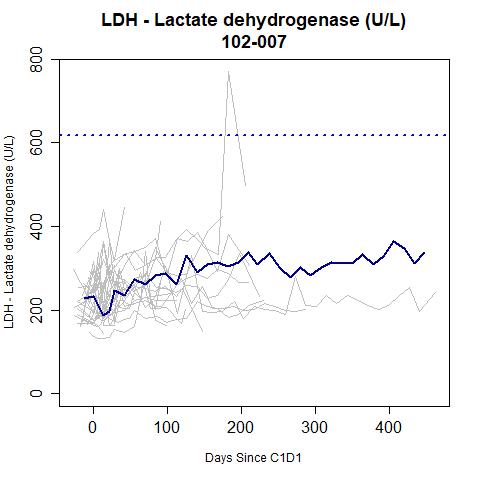 LDH - Lactate dehydrogenase (U/L)
102-007
LDH - Lactate dehydrogenase (U/L)
800
600
400
200
0
0 100 200 300 400
Days Since C1D1